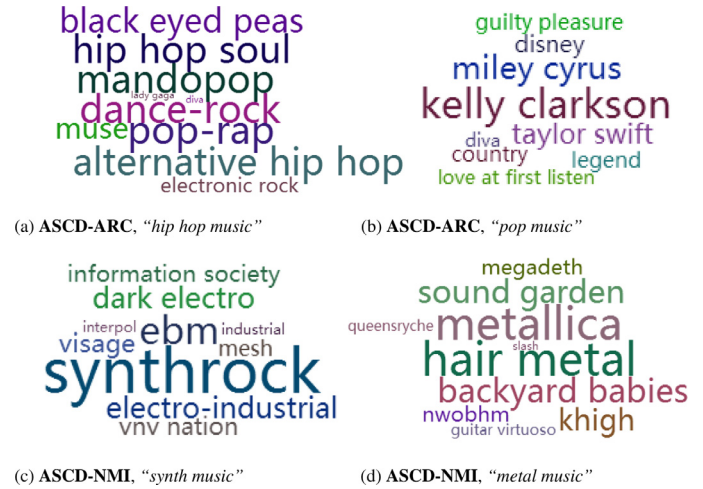 black eyed peas
hip hop soul
mandopop
lady gaga
diva
dance-rock
muse
pop-rap
alternative hip hop
electronic rock
(a) ASCD-ARC, “hip hop music”
guilty pleasure
disney
miley cyrus
kelly clarkson
diva
taylor swift
country
legend
love at first listen
(b) ASCD-ARC, “pop music”
information society
dark electro
interpol
ebm
industrial
visage
mesh
synthrock
electro-industrial
vnv nation
(c) ASCD-NMI, “synth music”
megadeth
sound garden
queensryche
metallica
slash
hair metal
backyard babies
nwobhm
khigh
guitar virtuoso
(d) ASCD-NMI, “metal music”